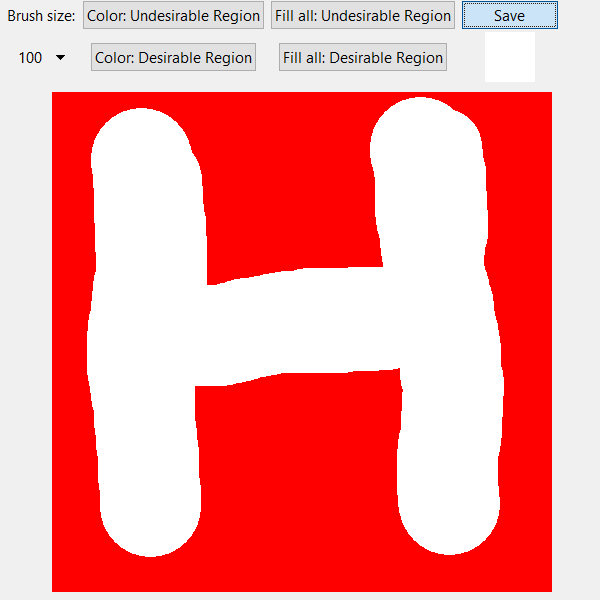 Brush size: Color: Undesirable Region Fill all: Undesirable Region Save
100 Color: Desirable Region Fill all: Desirable Region
H